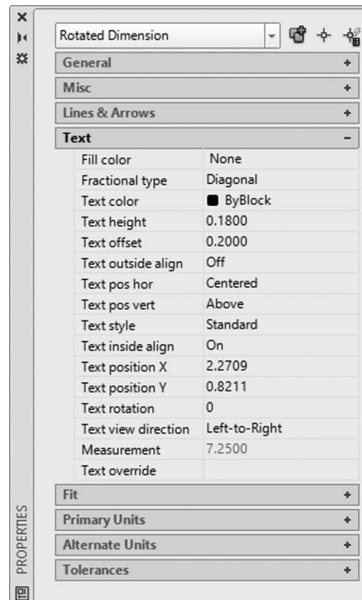 Rotated Dimension
General
Misc
Lines & Arrows
Text
Fill color None
Fractional type Diagonal
Text color ByBlock
Text height 0.1800
Text offset 0.2000
Text outside align Off
Text pos hor Centered
Text pos vert Above
Text style Standard
Text inside align On
Text position X 2.2709
Text position Y 0.8211
Text rotation 0
Text view direction Left-to-Right
Measurement 7.2500
Text override
Fit
Primary Units
Alternate Units
Tolerances
PROPERTIES